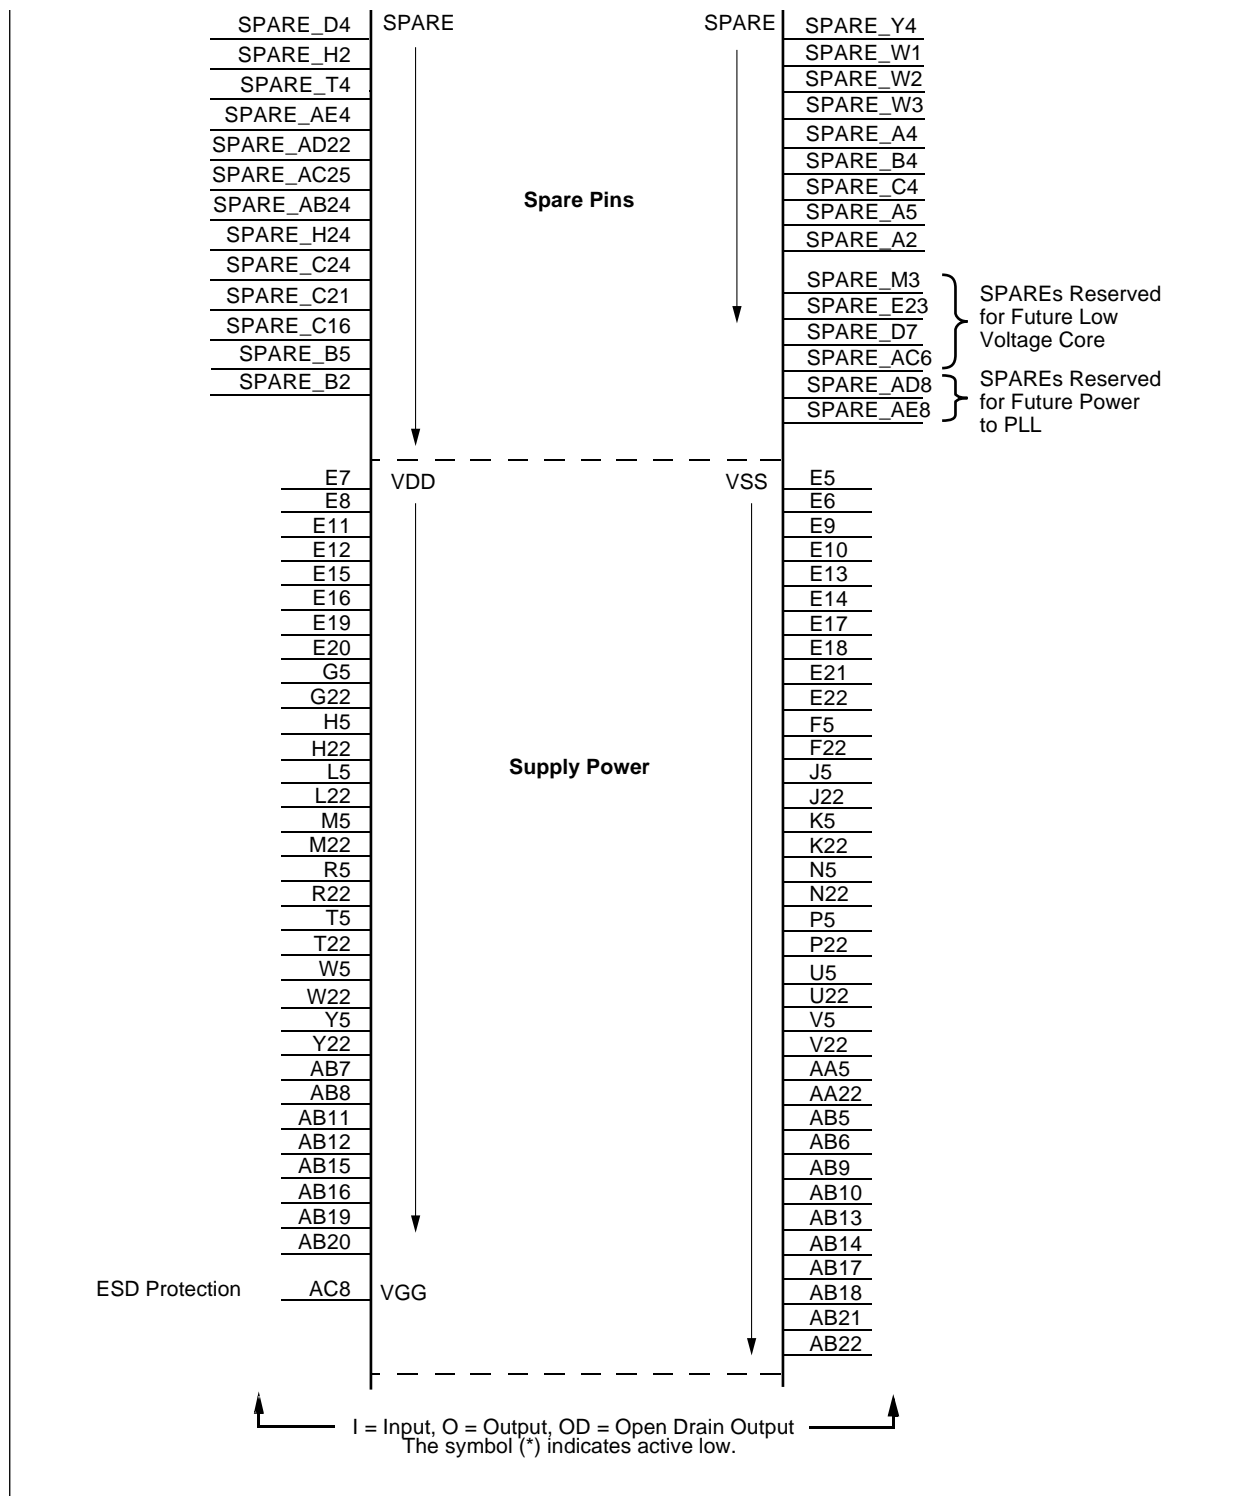 SPARE_D4
SPARE_H2
SPARE_T4
SPARE_AE4
SPARE_AD22
SPARE_AC25
SPARE_AB24
SPARE_H24
SPARE_C24
SPARE_C21
SPARE_C16
SPARE_B5
SPARE_B2
SPARE
SPARE
Spare Pins
SPARE_Y4
SPARE_W1
SPARE_W2
SPARE_W3
SPARE_A4
SPARE_B4
SPARE_C4
SPARE_A5
SPARE_A2
SPARE_M3
SPARE_E23
SPARE_D7
SPARE_AC6
SPARE_AD8
SPARE_AE8
SPAREs Reserved
for Future Low
Voltage Core
SPAREs Reserved
for Future Power
to PLL
E7
E8
E11
E12
E15
E16
E19
E20
G5
G22
H5
H22
L5
L22
M5
M22
R5
R22
T5
T22
W5
W22
Y5
Y22
AB7
AB8
AB11
AB12
AB15
AB16
AB19
AB20
ESD Protection
AC8
VDD
VGG
Supply Power
VSS
E5
E6
E9
E10
E13
E14
E17
E18
E21
E22
F5
F22
J5
J22
K5
K22
N5
N22
P5
P22
U5
U22
V5
V22
AA5
AA22
AB5
AB6
AB9
AB10
AB13
AB14
AB17
AB18
AB21
AB22
I = Input, O = Output, OD = Open Drain Output
The symbol (*) indicates active low.